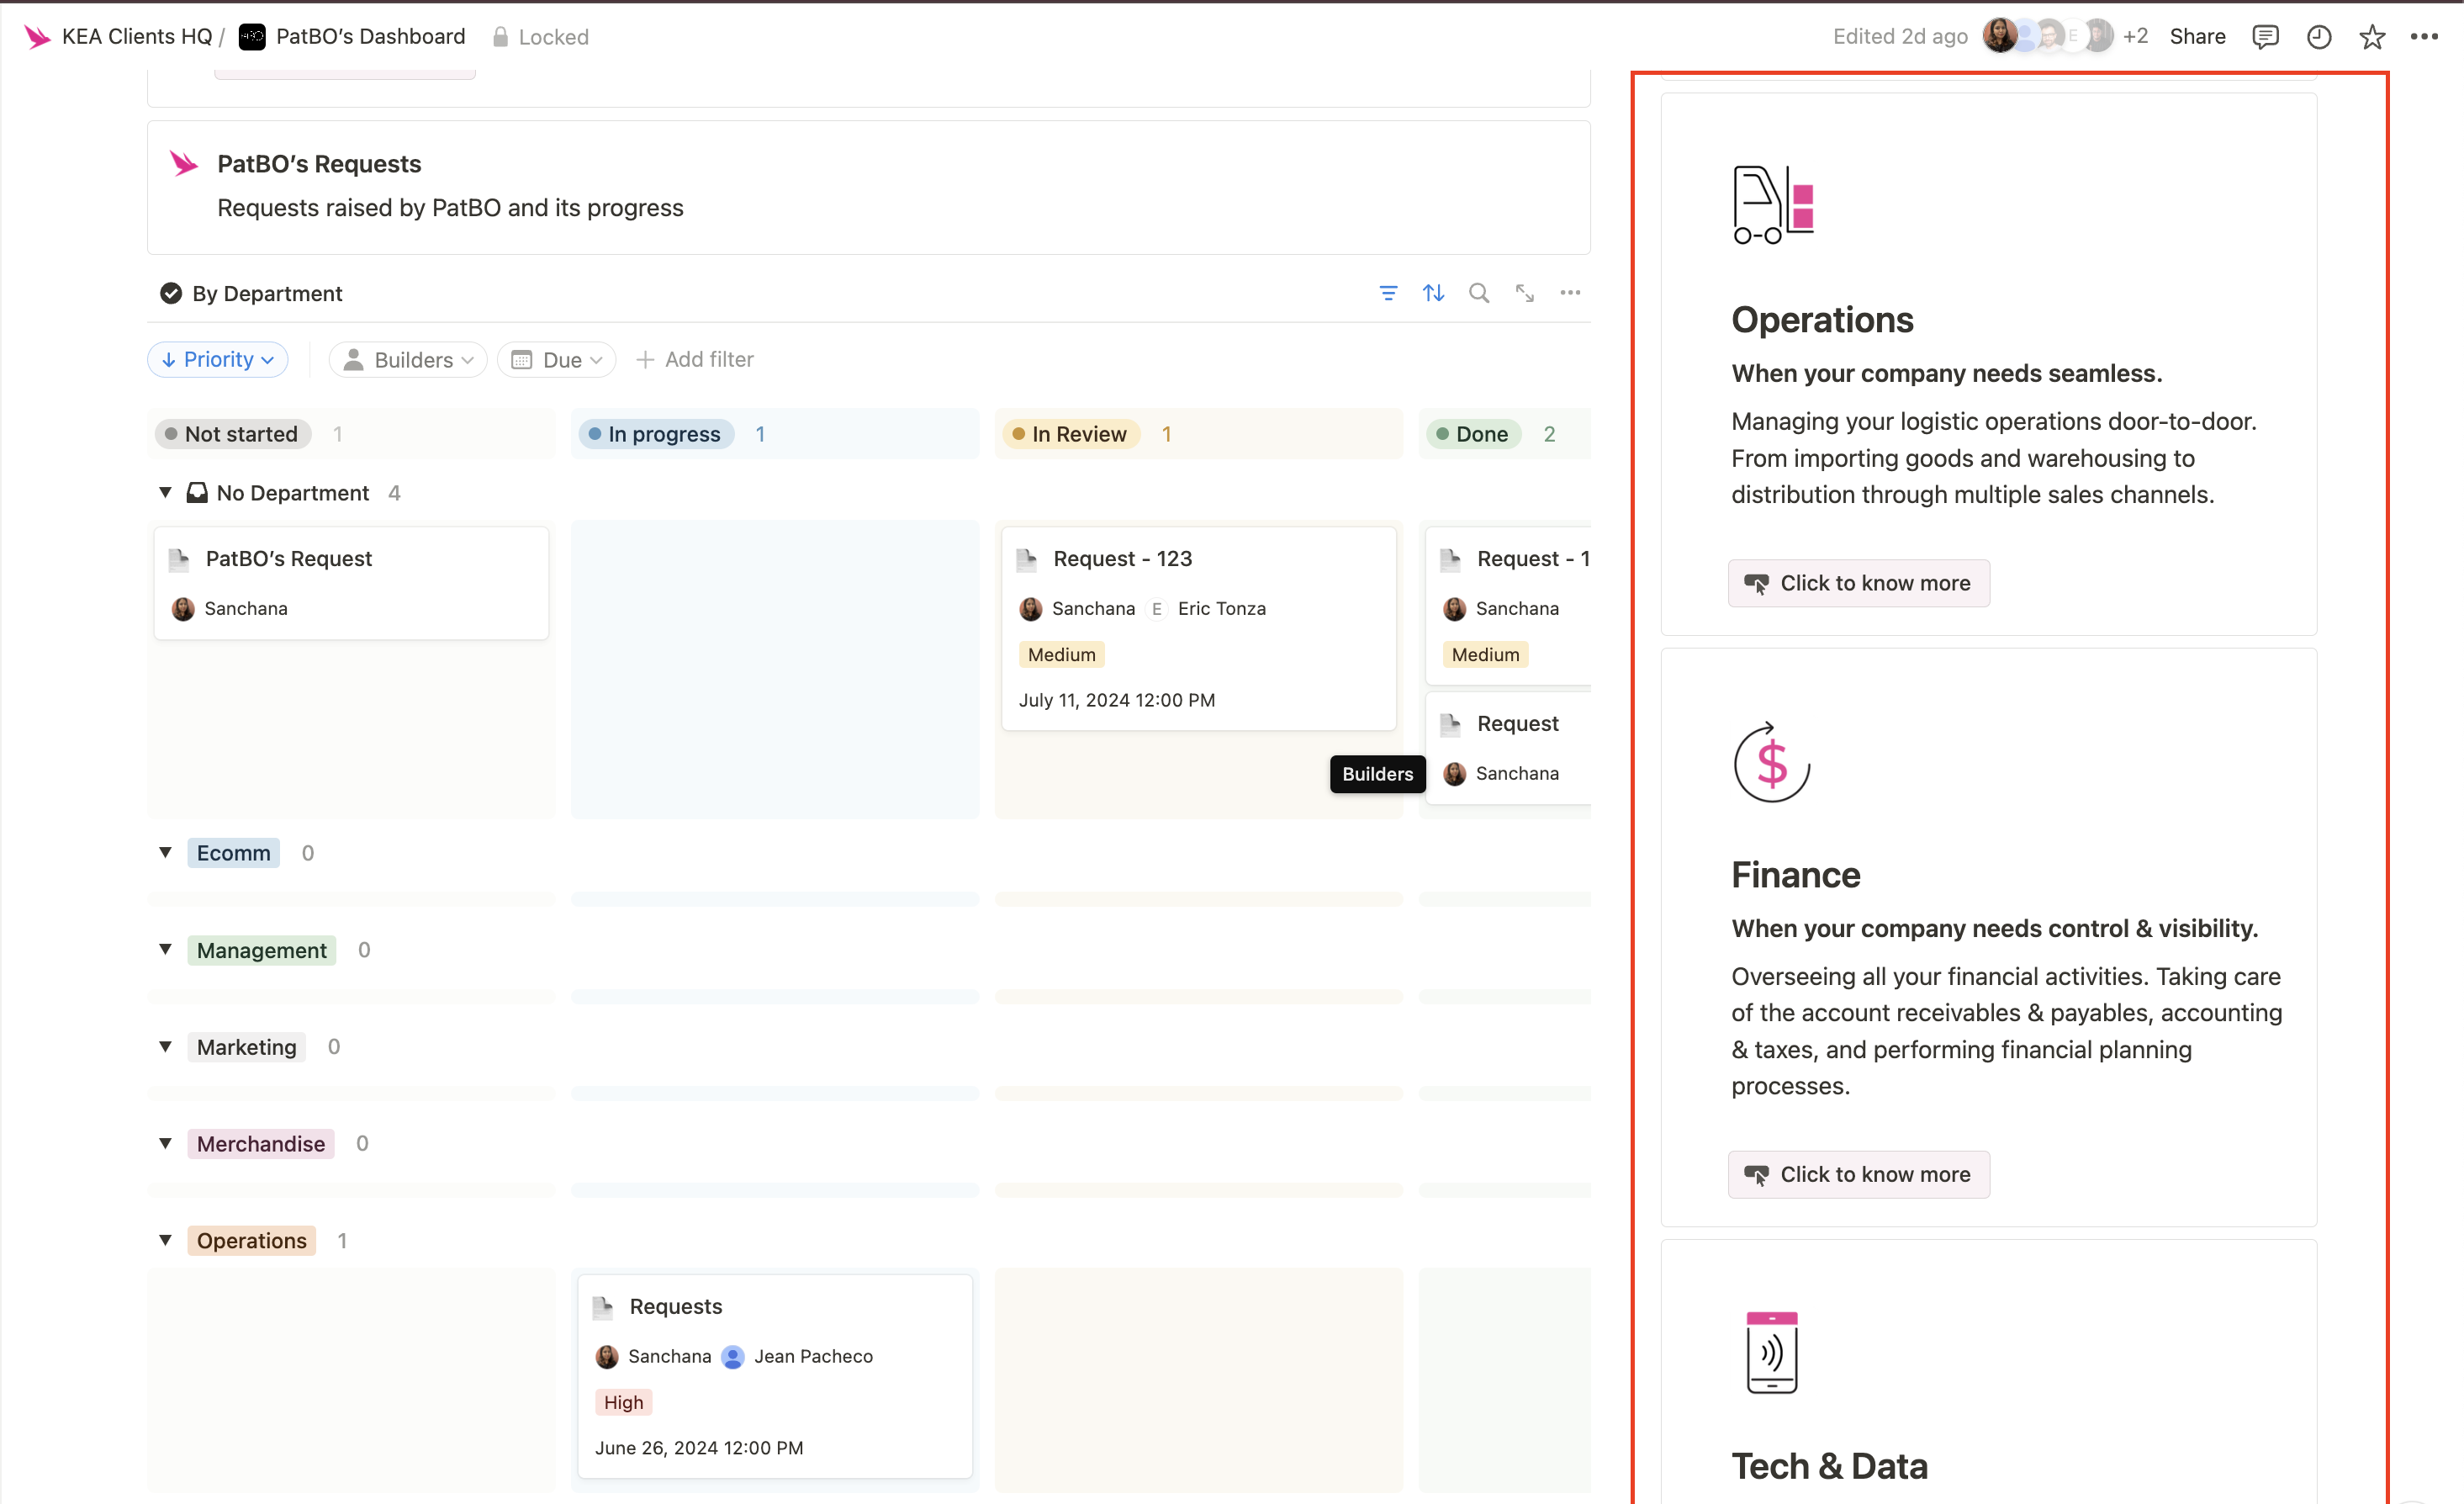 KEA Clients HQ / PatBO’s Dashboard Locked
Edited 2d ago E +2 Share
PatBO’s Requests
Requests raised by PatBO and its progress
By Department
Priority Builders Due Add filter
Not started 1 In progress 1 In Review 1 Done 2
No Department 4
PatBO’s Request
Sanchana
Request - 123
Sanchana E Eric Tonza
Medium
July 11, 2024 12:00 PM
Request - 1
Sanchana
Medium
Request
Sanchana
Builders
Ecomm 0
Management 0
Marketing 0
Merchandise 0
Operations 1
Requests
Sanchana Jean Pacheco
High
June 26, 2024 12:00 PM
Operations
When your company needs seamless.
Managing your logistic operations door-to-door.
From importing goods and warehousing to
distribution through multiple sales channels.
Click to know more
$
Finance
When your company needs control & visibility.
Overseeing all your financial activities. Taking care
of the account receivables & payables, accounting
& taxes, and performing financial planning
processes.
Click to know more
Tech & Data